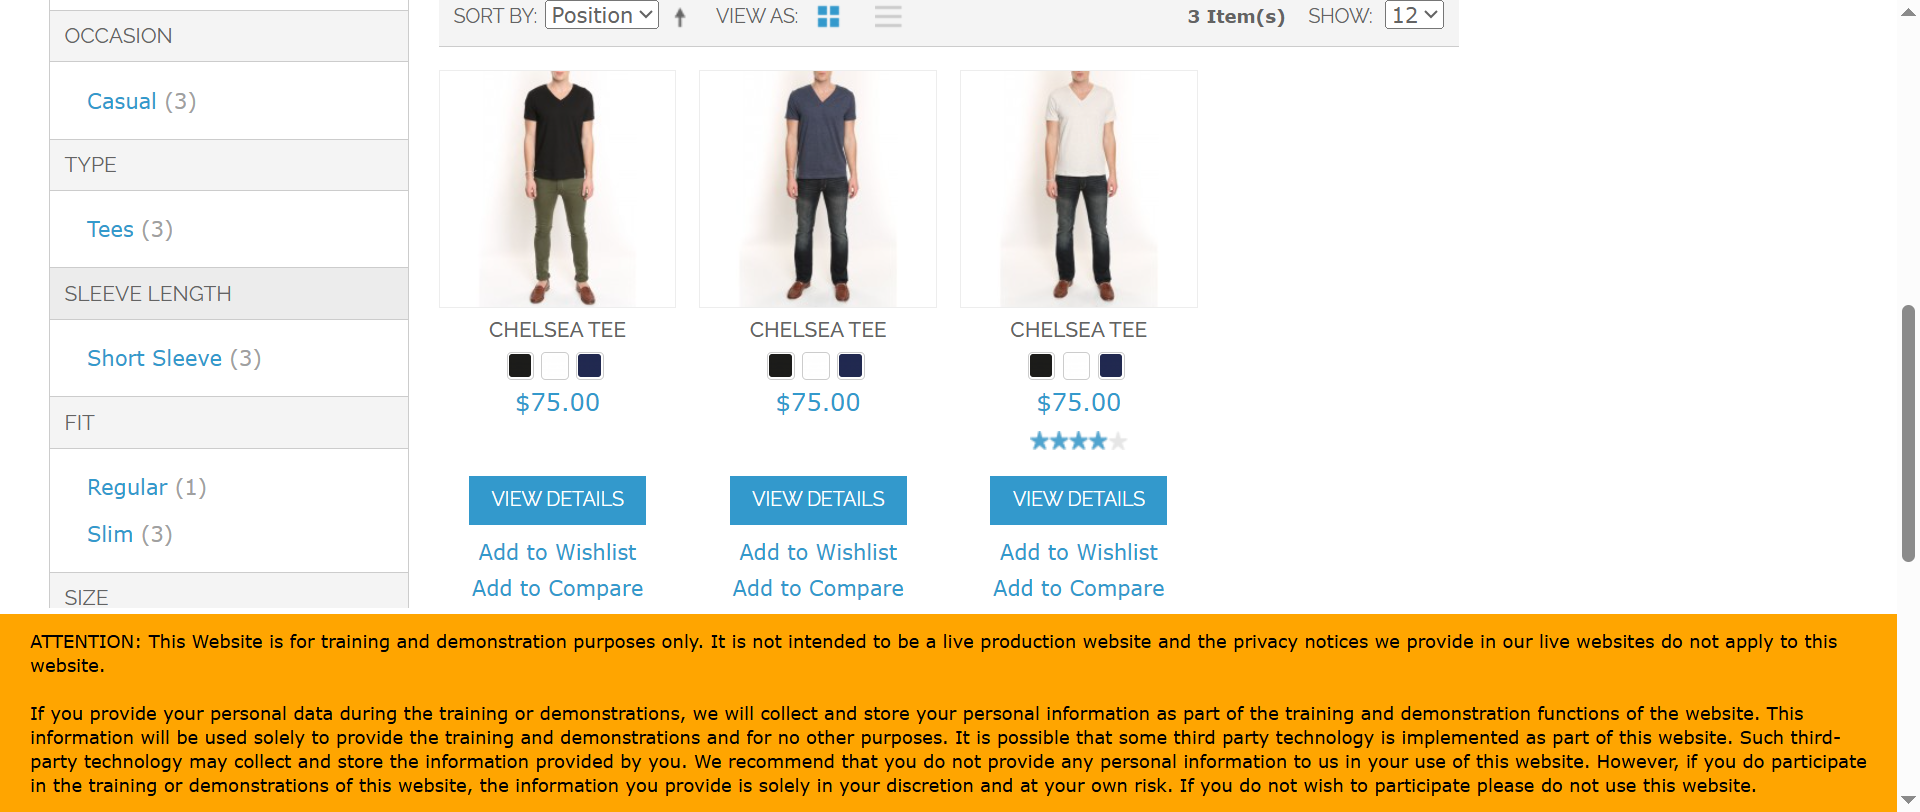 SORT BY: Position VIEW AS: 3 Item(s) SHOW: 12
OCCASION
Casual (3)
TYPE
Tees (3)
SLEEVE LENGTH
Short Sleeve (3)
FIT
Regular (1)
Slim (3)
SIZE
CHELSEA TEE
$75.00
VIEW DETAILS
Add to Wishlist
Add to Compare
CHELSEA TEE
$75.00
VIEW DETAILS
Add to Wishlist
Add to Compare
CHELSEA TEE
$75.00
VIEW DETAILS
Add to Wishlist
Add to Compare
ATTENTION: This Website is for training and demonstration purposes only. It is not intended to be a live production website and the privacy notices we provide in our live websites do not apply to this
website.
If you provide your personal data during the training or demonstrations, we will collect and store your personal information as part of the training and demonstration functions of the website. This
information will be used solely to provide the training and demonstrations and for no other purposes. It is possible that some third party technology is implemented as part of this website. Such third-
party technology may collect and store the information provided by you. We recommend that you do not provide any personal information to us in your use of this website. However, if you do participate
in the training or demonstrations of this website, the information you provide is solely in your discretion and at your own risk. If you do not wish to participate please do not use this website.